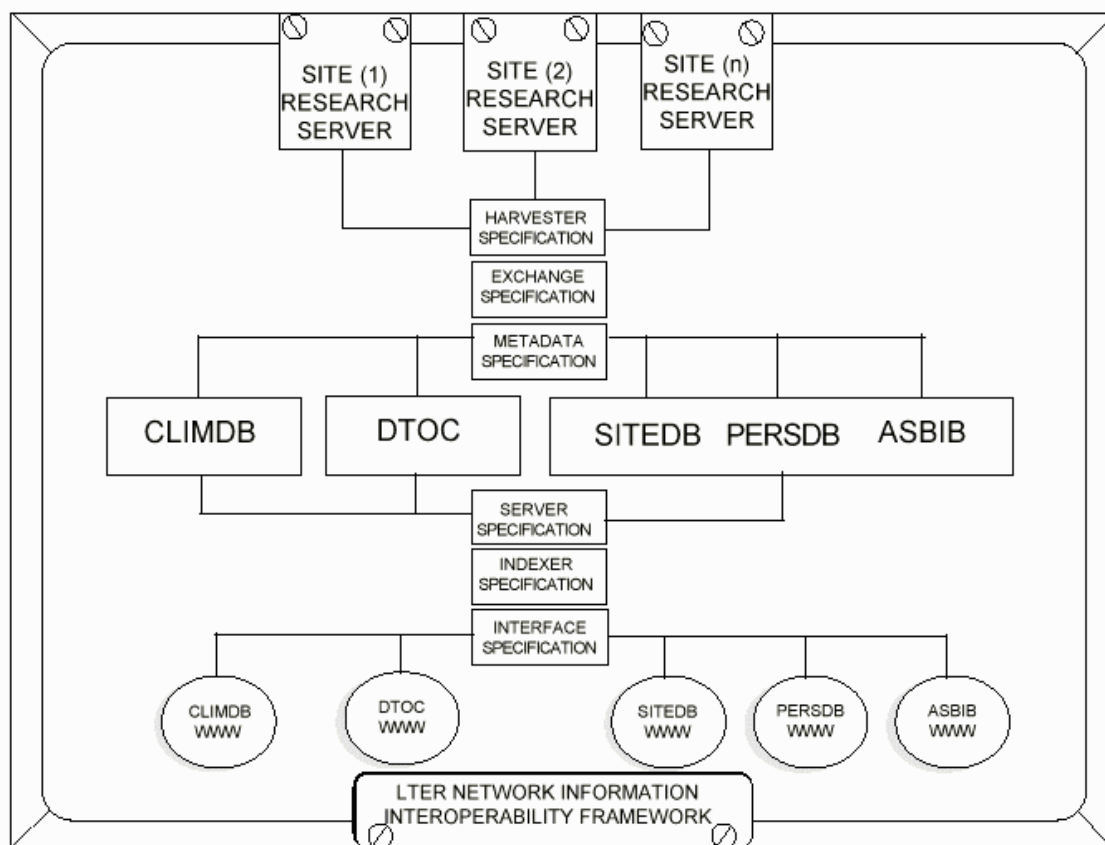 SITE (1)
RESEARCH
SERVER
SITE (2)
RESEARCH
SERVER
SITE (n)
RESEARCH
SERVER
HARVESTER
SPECIFICATION
EXCHANGE
SPECIFICATION
METADATA
SPECIFICATION
CLIMDB
DTOC
SITEDB PERSDB ASBIB
SERVER
SPECIFICATION
INDEXER
SPECIFICATION
INTERFACE
SPECIFICATION
CLIMDB
WWW
DTOC
WWW
SITEDB
WWW
PERSDB
WWW
ASBIB
WWW
LTER NETWORK INFORMATION
INTEROPERABILITY FRAMEWORK